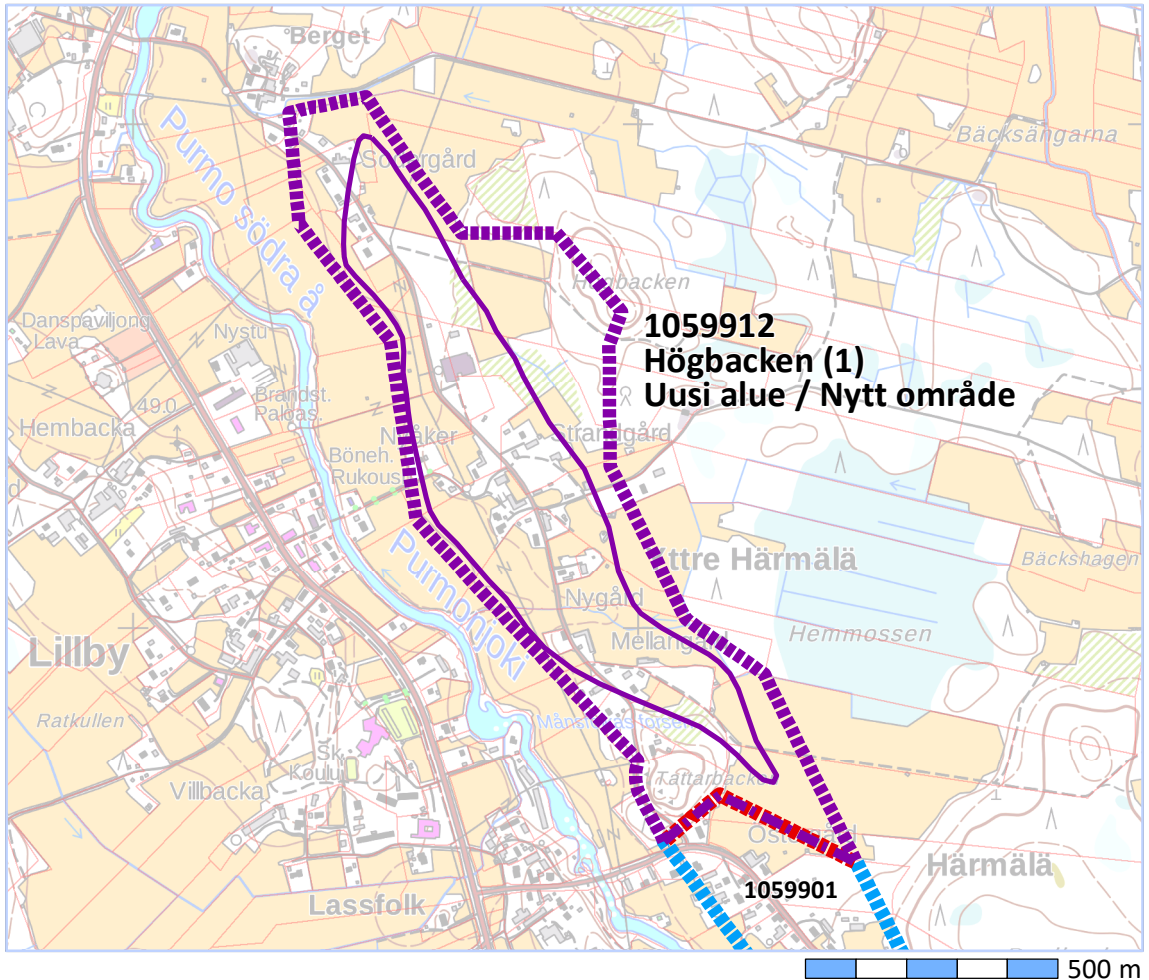 Berget
Bäcksängarna
Purmo södra å
Södergård
Högbacken
Danspaviljong
Lava
Nystu
1059912
Högbacken (1)
Uusi alue / Nytt område
Brandst.
Paloas.
49.0
Hembacka
Nyåker
Strandgård
Böneh.
Rukous
Yttre Härmälä
Bäckshagen
Purmonjoki
Nygård
Mellangård
Hemmossen
Lillby
Ratkullen
Sk.
Koulu
Villbacka
Tattarbacken
Östergård
Härmälä
1059901
Lassfolk
500 m